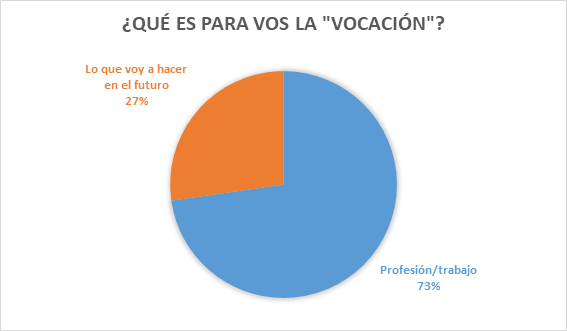 ¿QUÉ ES PARA VOS LA "VOCACIÓN"?
Lo que voy a hacer
en el futuro
27%
Profesión/trabajo
73%